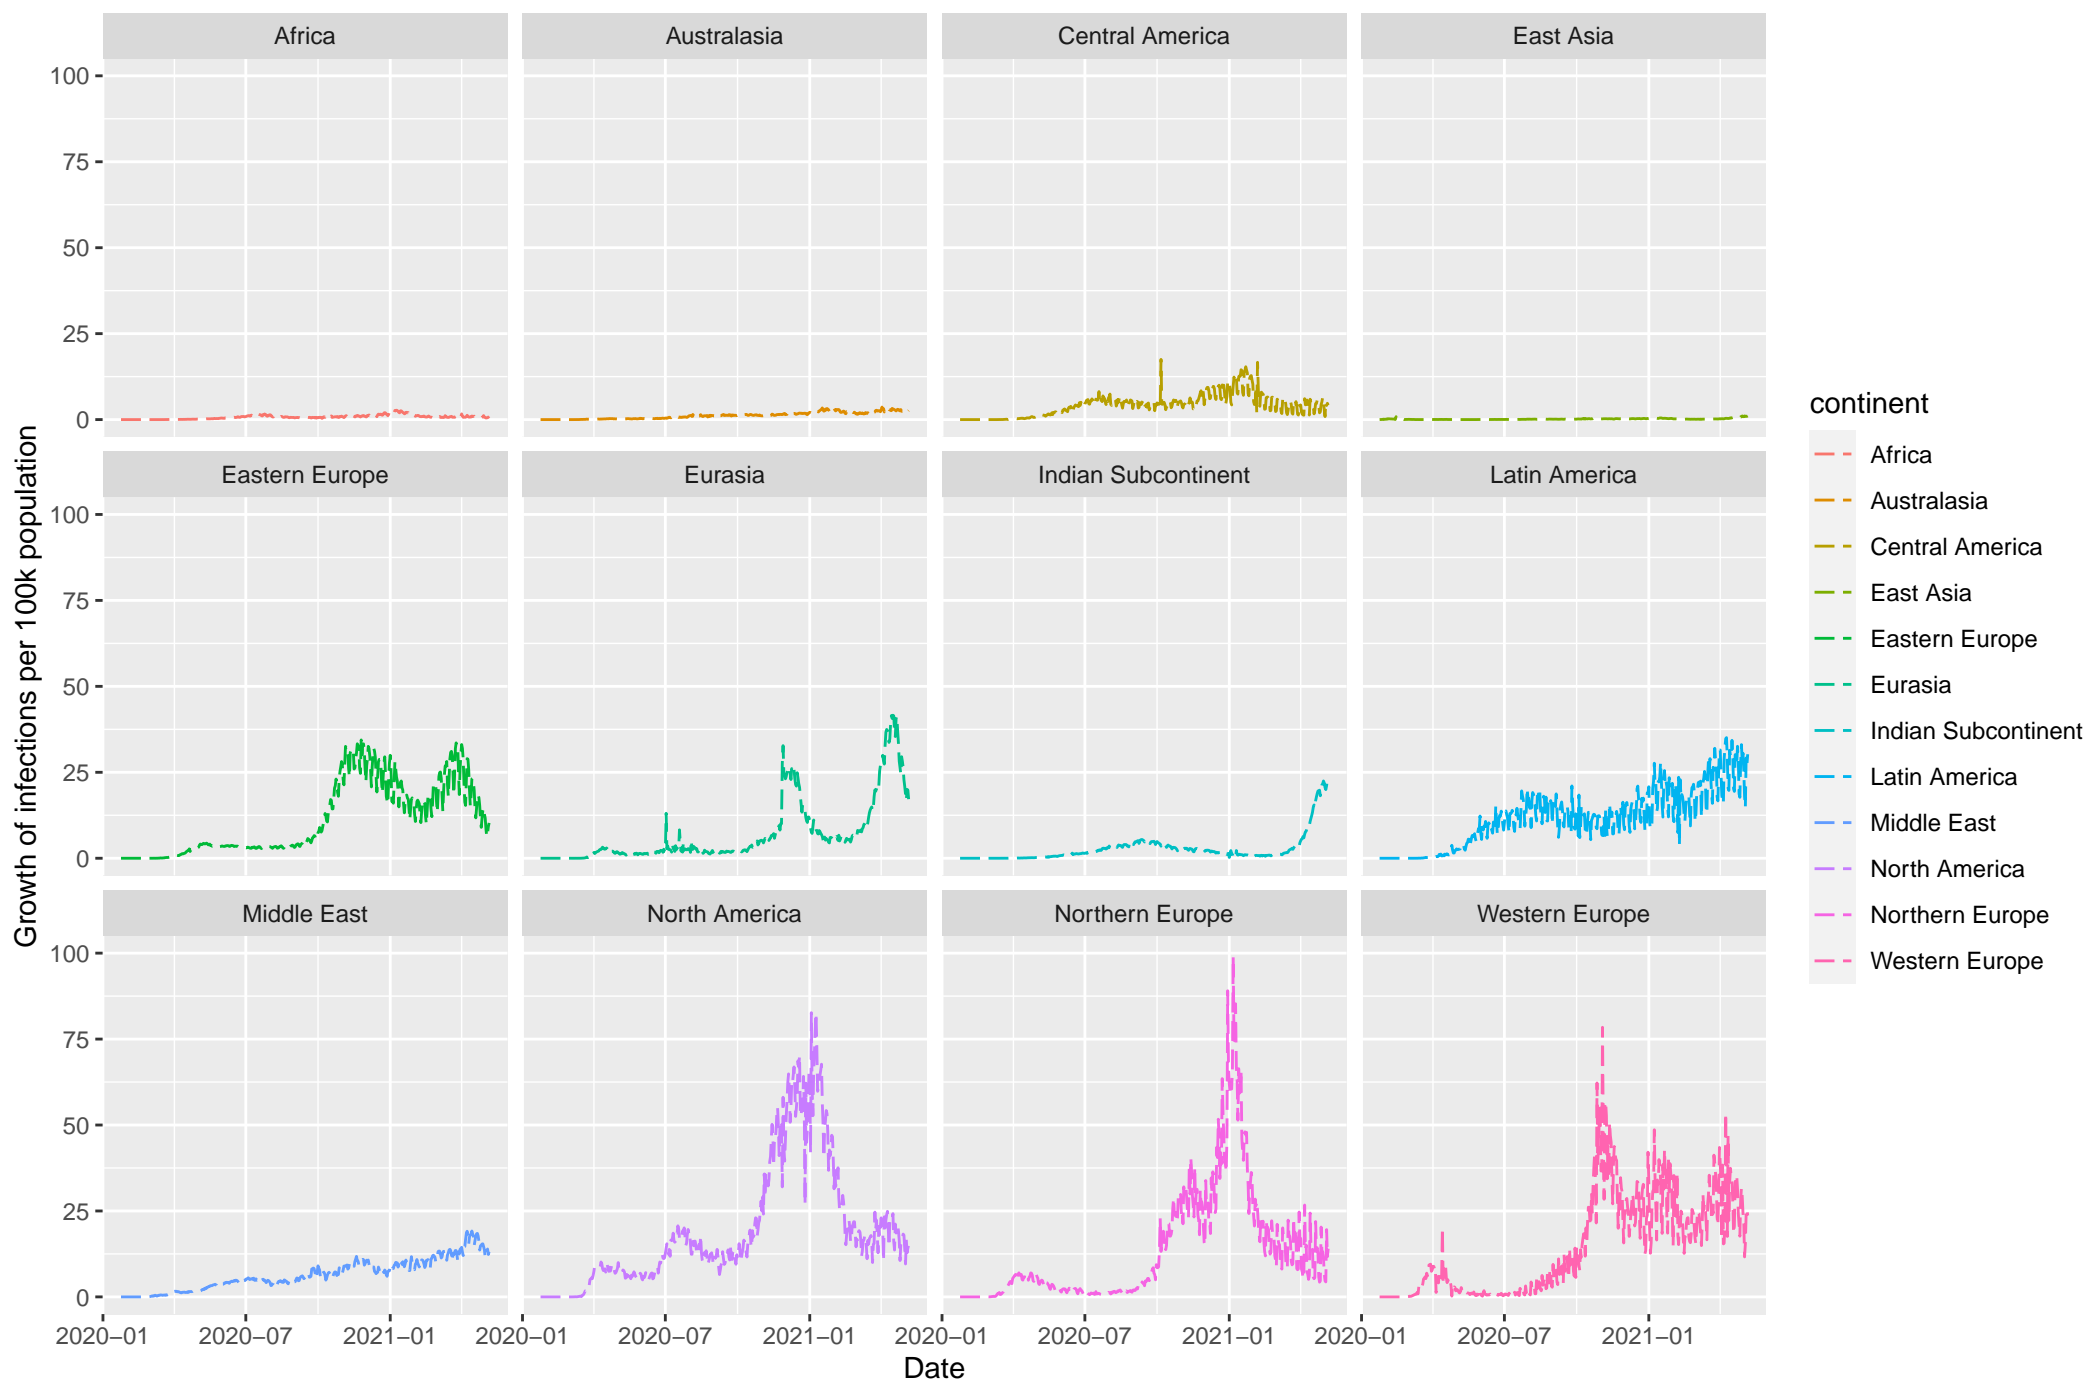 Africa
Australasia
Central America
East Asia
100
75
50
25
0
Eastern Europe
Eurasia
Indian Subcontinent
Latin America
100
75
50
25
0
Middle East
North America
Northern Europe
Western Europe
100
75
50
25
0
2020−01
2020−07
2021−01
2020−01
2020−07
2021−01
2020−01
2020−07
2021−01
2020−01
2020−07
2021−01
Date
Growth of infections per 100k population
continent
Africa
Australasia
Central America
East Asia
Eastern Europe
Eurasia
Indian Subcontinent
Latin America
Middle East
North America
Northern Europe
Western Europe